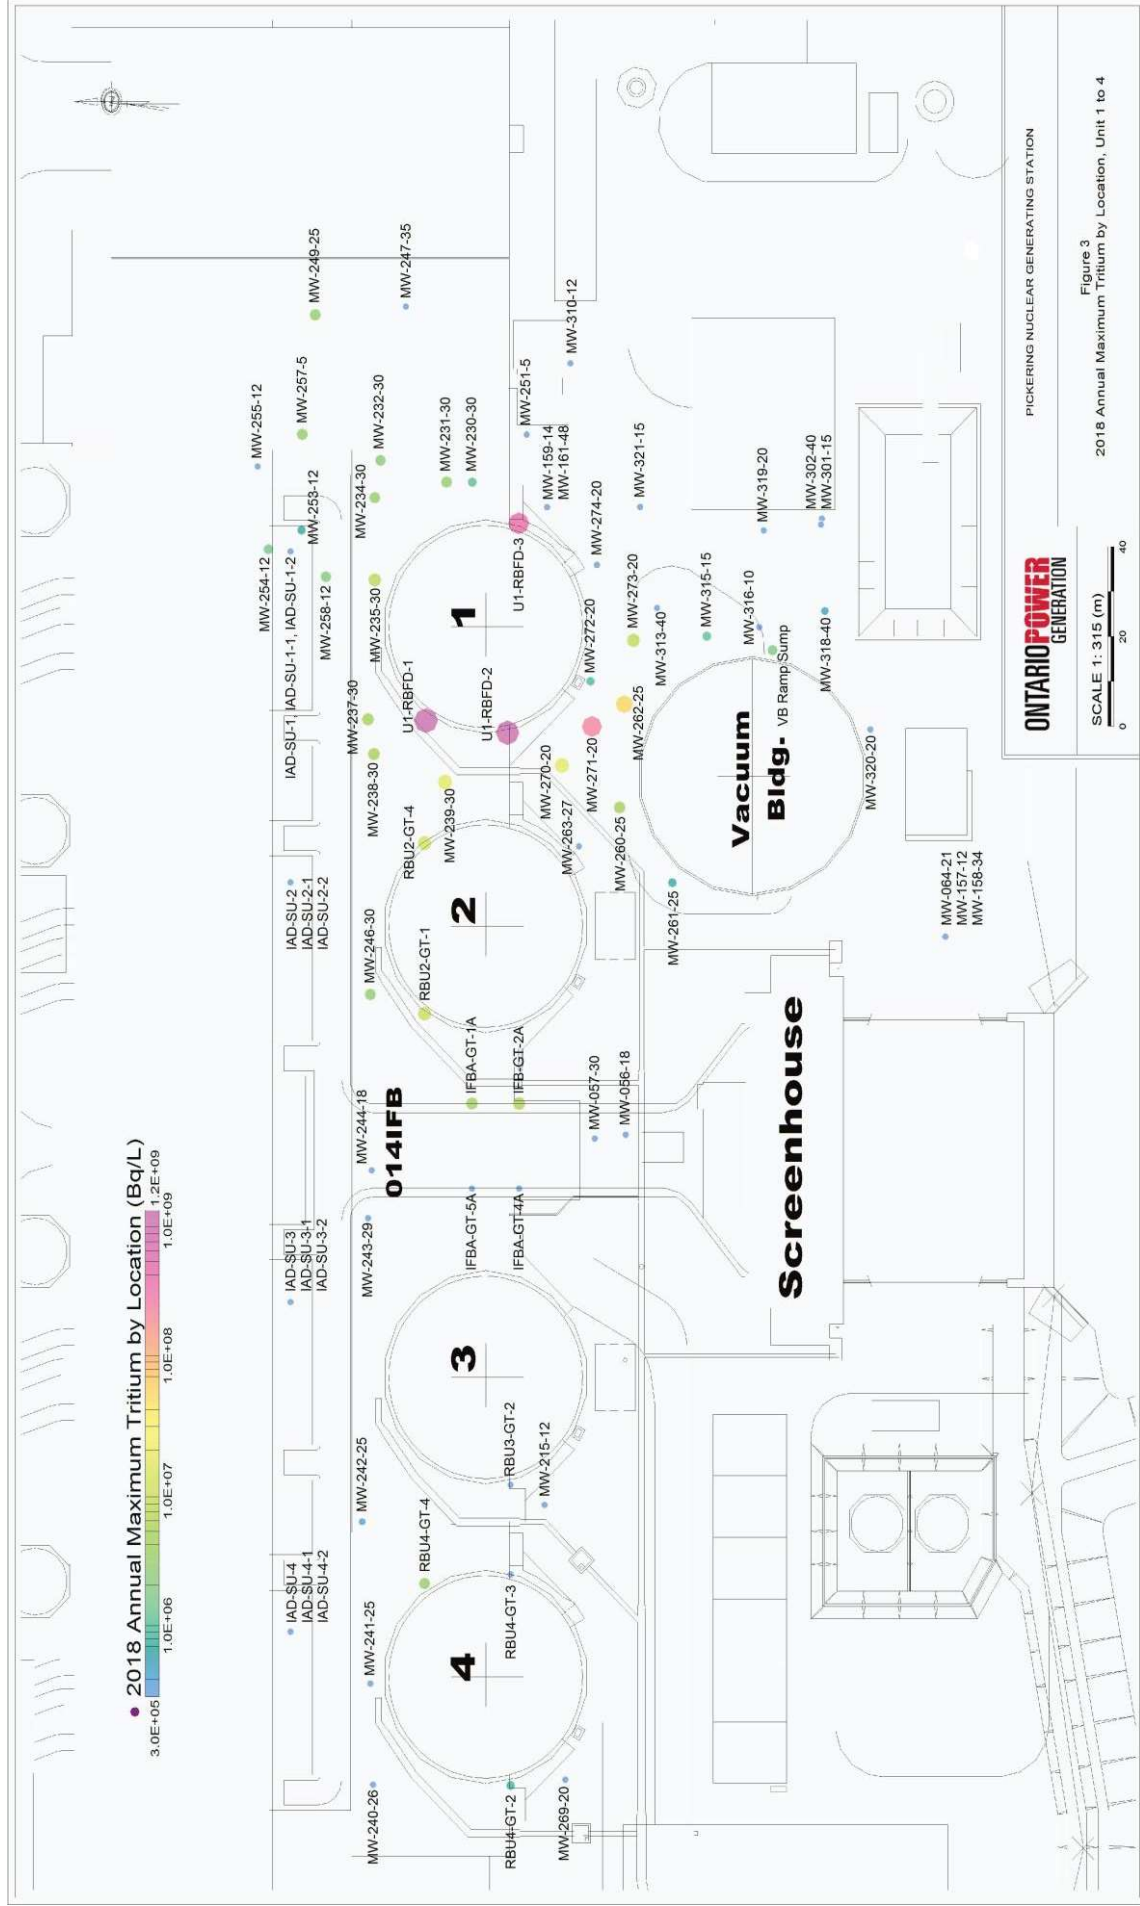 2018 Annual Maximum Tritium by Location (Bq/L)
3.0E+05
1.0E+06
1.0E+07
1.0E+08
1.0E+09
1.2E+09
MW-254-12
MW-255-12
IAD-SU-4
IAD-SU-4-1
IAD-SU-4-2
IAD-SU-3
IAD-SU-3-1
IAD-SU-3-2
IAD-SU-2
IAD-SU-2-1
IAD-SU-2-2
IAD-SU-1, IAD-SU-1-1, IAD-SU-1-2
MW-253-12
MW-257-5
MW-249-25
MW-258-12
MW-240-26
MW-241-25
MW-242-25
MW-243-29
MW-244-18
MW-246-30
MW-238-30
MW-237-30
MW-235-30
MW-234-30
MW-232-30
MW-247-35
014IFB
RBU4-GT-4
RBU2-GT-1
RBU2-GT-4
U1-RBFD-1
MW-239-30
MW-231-30
4
3
2
1
IFBA-GT-5A
IFBA-GT-1A
MW-230-30
U1-RBFD-2
RBU4-GT-2
RBU4-GT-3
RBU3-GT-2
IFBA-GT-4A
IFB-GT-2A
U1-RBFD-3
MW-251-5
MW-215-12
MW-270-20
MW-159-14
MW-161-48
MW-310-12
MW-269-20
MW-263-27
MW-057-30
MW-271-20
MW-272-20
MW-274-20
MW-056-18
MW-260-25
MW-262-25
MW-273-20
MW-321-15
MW-261-25
MW-313-40
MW-315-15
Vacuum
Bldg.
MW-316-10
MW-319-20
VB Ramp Sump
Screenhouse
MW-318-40
MW-302-40
MW-301-15
MW-320-20
MW-064-21
MW-157-12
MW-158-34
ONTARIOPOWER
GENERATION
SCALE 1: 315 (m)
0
20
40
PICKERING NUCLEAR GENERATING STATION
Figure 3
2018 Annual Maximum Tritium by Location, Unit 1 to 4